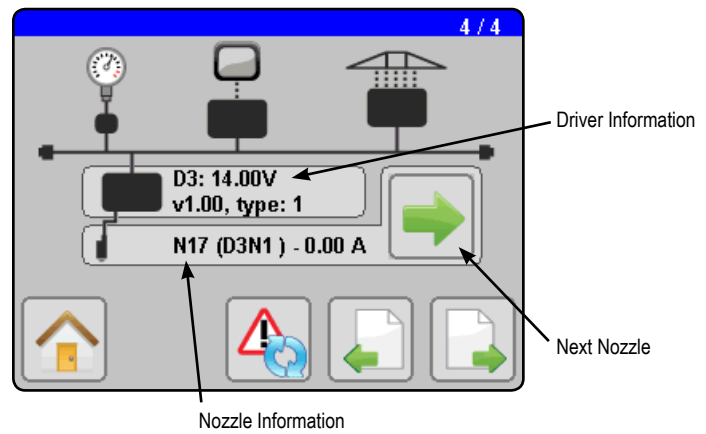 4 / 4
Driver Information
D3: 14.00V
v1.00, type: 1
N17 (D3N1 ) - 0.00 A
Next Nozzle
Nozzle Information